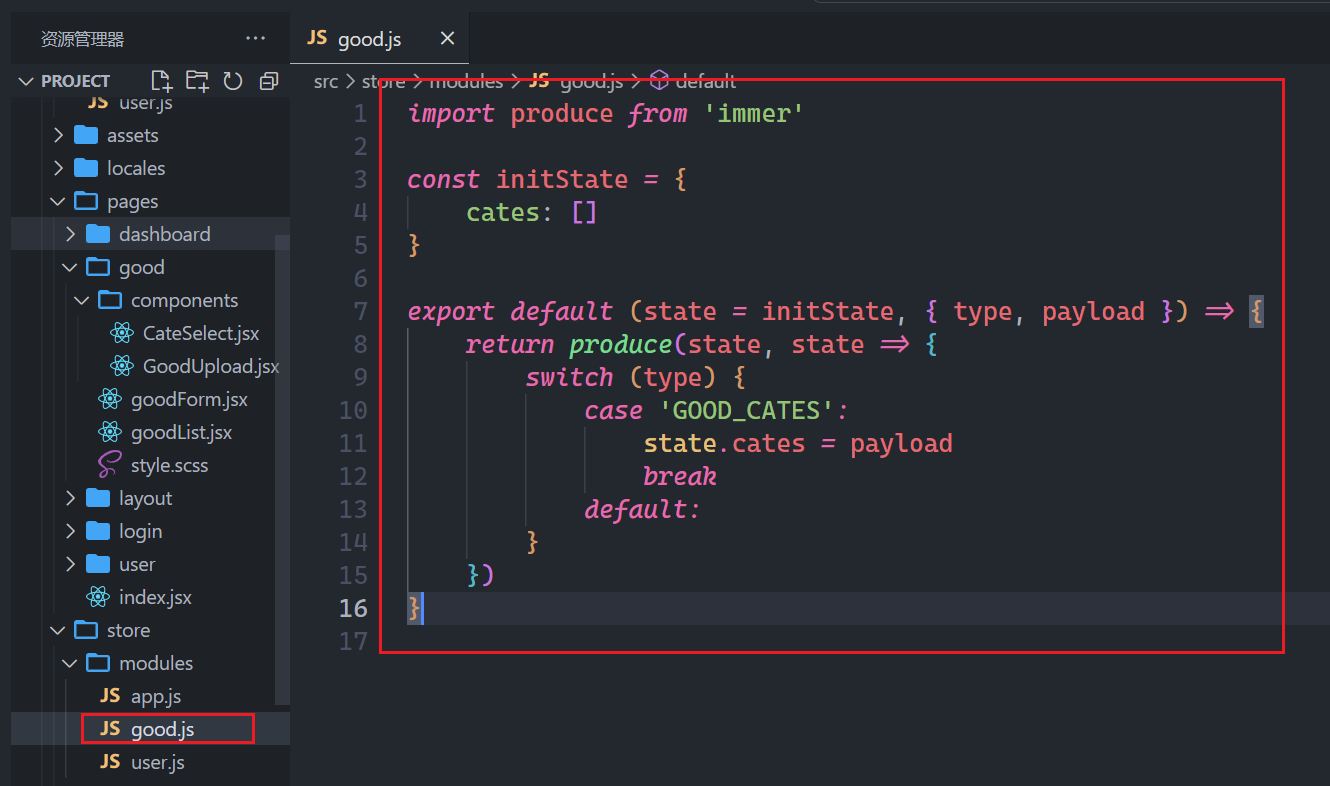 资源管理器 ...
JS good.js ×
PROJECT
src > store > modules > JS good.js > default
JS user.js
assets
locales
pages
dashboard
good
components
CateSelect.jsx
GoodUpload.jsx
goodForm.jsx
goodList.jsx
style.scss
layout
login
user
index.jsx
store
modules
JS app.js
JS good.js
JS user.js
1 import produce from 'immer'
2
3 const initState = {
4     cates: []
5 }
6
7 export default (state = initState, { type, payload }) => {
8     return produce(state, state => {
9         switch (type) {
10             case 'GOOD_CATES':
11                 state.cates = payload
12                 break
13             default:
14         }
15     })
16 }
17